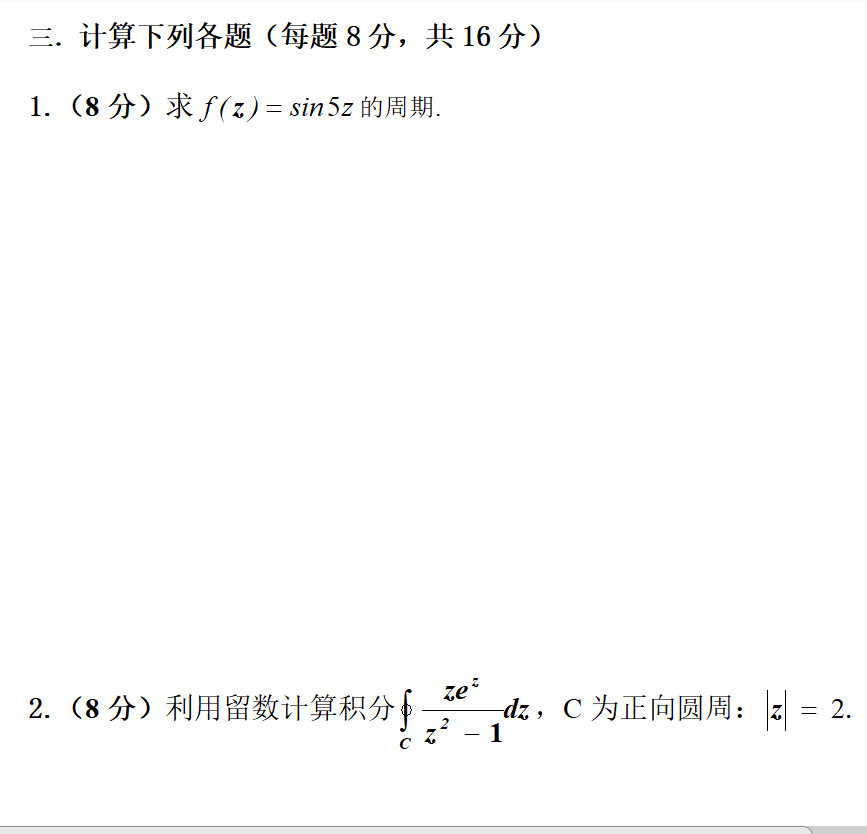 三. 计算下列各题（每题 8 分，共 16 分）
1.（8 分）求 f(z) = sin5z 的周期.
2.（8 分）利用留数计算积分∮_C \frac{ze^z}{z^2 - 1}dz，C 为正向圆周：|z| = 2.